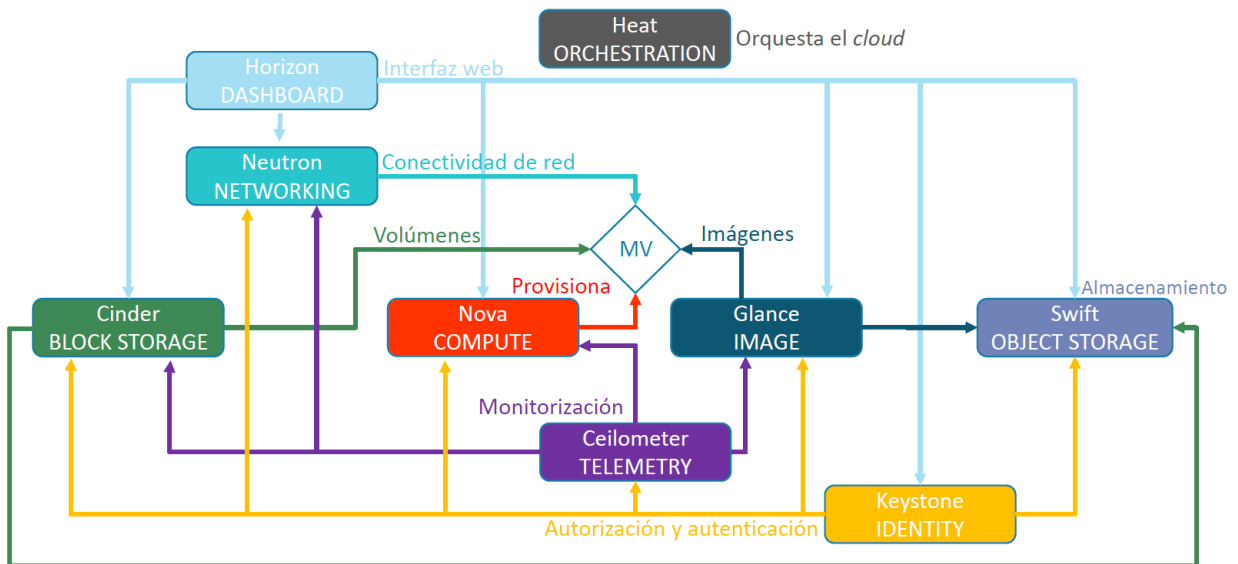 Heat
ORCHESTRATION
Orquesta el cloud
Horizon
DASHBOARD
Interfaz web
Neutron
NETWORKING
Conectividad de red
Volúmenes
MV
Imágenes
Provisiona
Almacenamiento
Cinder
BLOCK STORAGE
Nova
COMPUTE
Glance
IMAGE
Swift
OBJECT STORAGE
Monitorización
Ceilometer
TELEMETRY
Keystone
IDENTITY
Autorización y autenticación